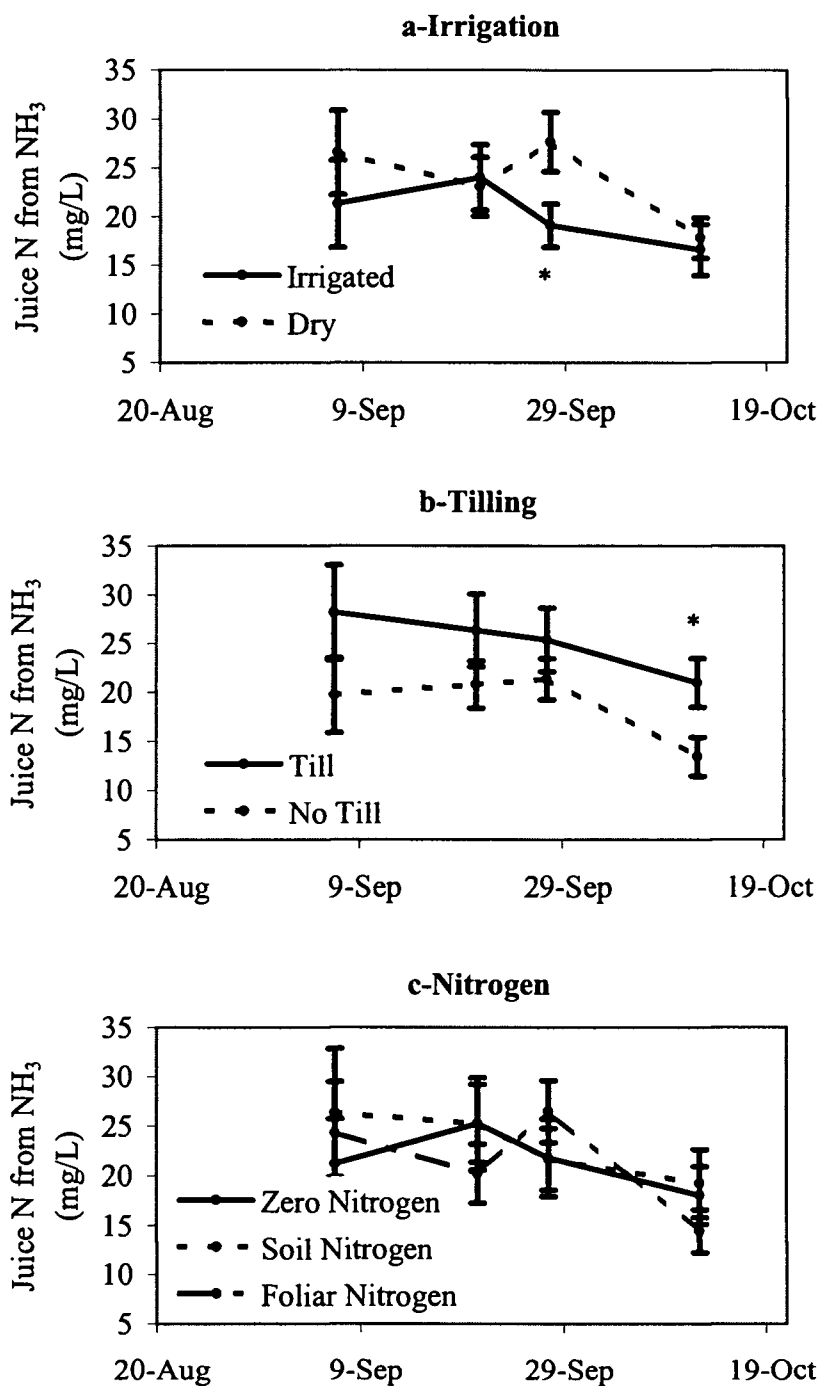 a-Irrigation
35
30
25
20
15
10
5
Juice N from NH3
(mg/L)
Irrigated
Dry
*
20-Aug 9-Sep 29-Sep 19-Oct
b-Tilling
35
30
25
20
15
10
5
Juice N from NH3
(mg/L)
*
Till
No Till
20-Aug 9-Sep 29-Sep 19-Oct
c-Nitrogen
35
30
25
20
15
10
5
Juice N from NH3
(mg/L)
Zero Nitrogen
Soil Nitrogen
Foliar Nitrogen
20-Aug 9-Sep 29-Sep 19-Oct